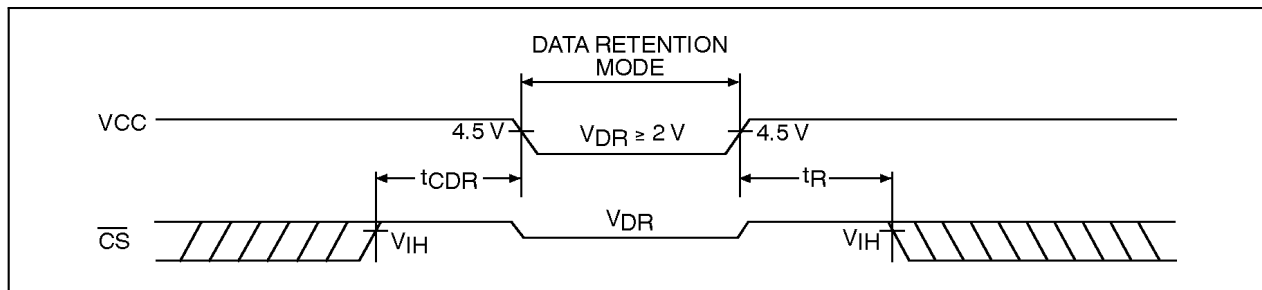 DATA RETENTION
MODE
VCC
4.5 V
VDR ≥ 2 V
4.5 V
tCDR
tR
CS
VIH
VDR
VIH